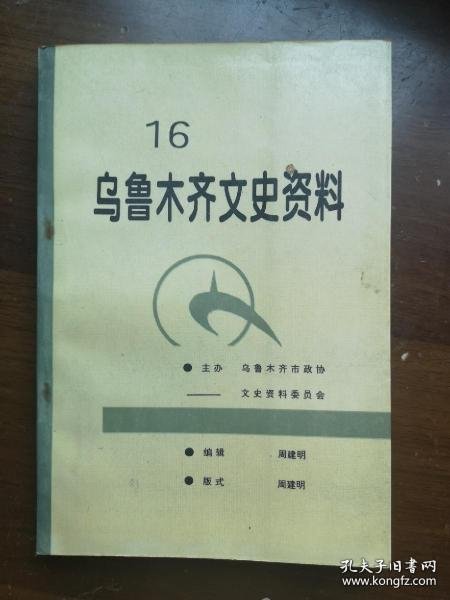 16
乌鲁木齐文史资料
● 主办 乌鲁木齐市政协
文史资料委员会
● 编辑 周建明
● 版式 周建明
孔夫子旧书网
www.kongfz.com